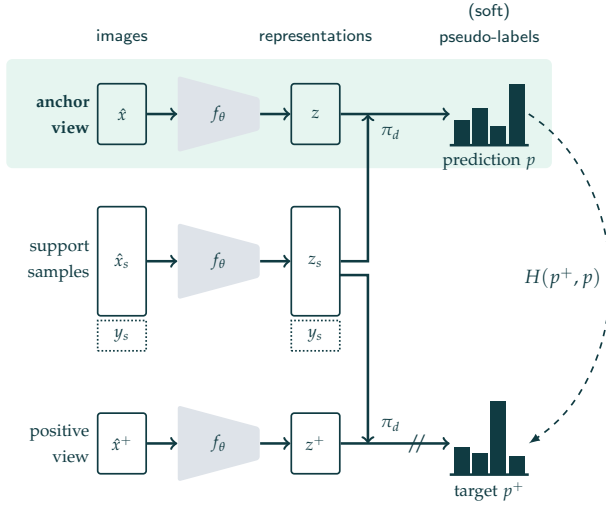 (soft)
images representations pseudo-labels
anchor
view
x̂
f_θ
z
π_d
prediction p
support
samples
x̂_s
f_θ
z_s
H(p⁺, p)
y_s
y_s
positive
view
x̂⁺
f_θ
z⁺
π_d
//
target p⁺